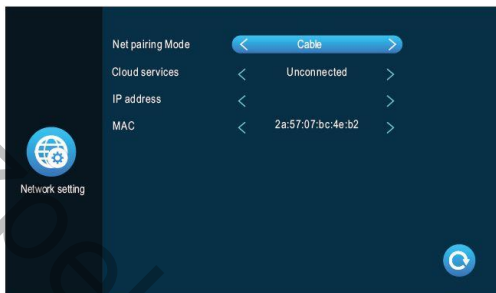 Net pairing Mode < Cable >
Cloud services < Unconnected >
IP address < >
MAC < 2a:57:07:bc:4e:b2 >
Network setting